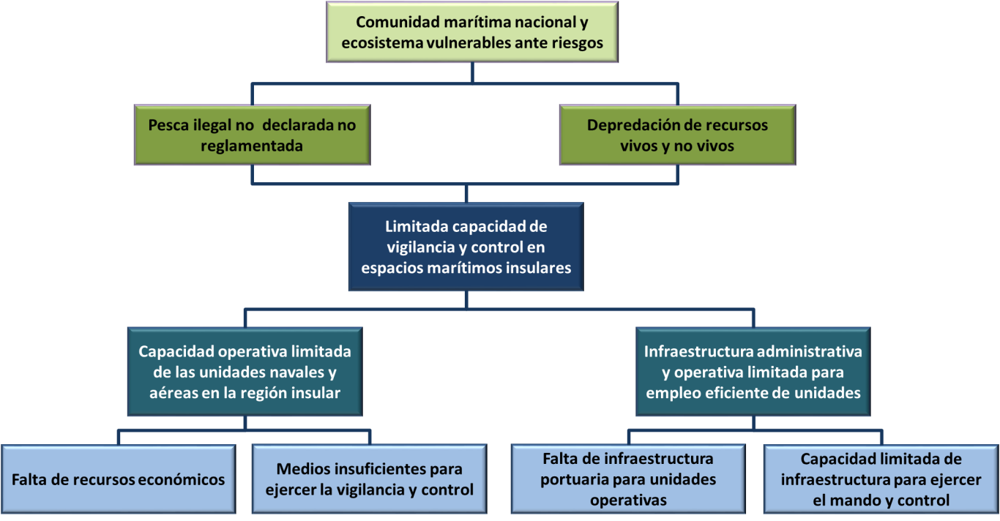 Comunidad marítima nacional y
ecosistema vulnerables ante riesgos
Pesca ilegal no  declarada no
reglamentada
Depredación de recursos
vivos y no vivos
Limitada capacidad de
vigilancia y control en
espacios marítimos insulares
Capacidad operativa limitada
de las unidades navales y
aéreas en la región insular
Infraestructura administrativa
y operativa limitada para
empleo eficiente de unidades
Falta de recursos económicos
Medios insuficientes para
ejercer la vigilancia y control
Falta de infraestructura
portuaria para unidades
operativas
Capacidad limitada de
infraestructura para ejercer
el mando y control